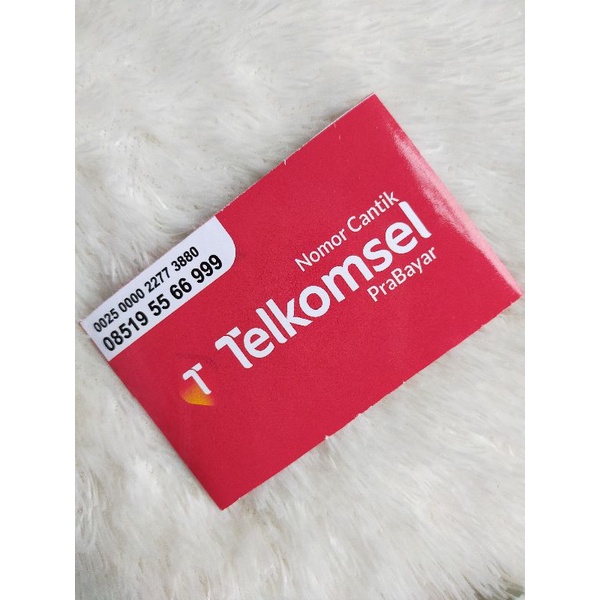 0025 0000 2277 3880
08519 55 66 999
Nomor Cantik
Telkomsel
PraBayar